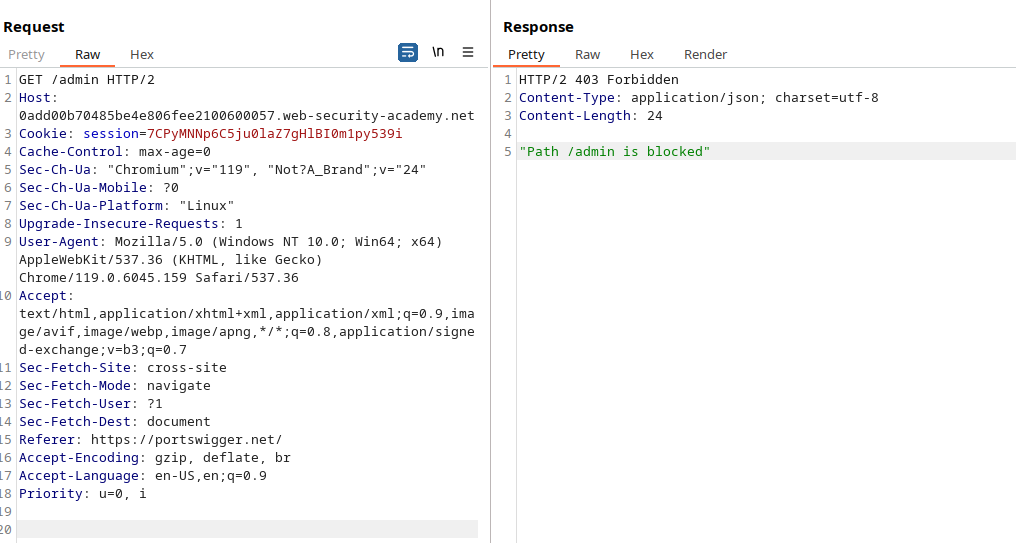 Request
Pretty Raw Hex
\n
1 GET /admin HTTP/2
2 Host:
0add00b70485be4e806fee2100600057.web-security-academy.net
3 Cookie: session=7CPyMNNp6C5ju0laZ7gHlBI0m1py539i
4 Cache-Control: max-age=0
5 Sec-Ch-Ua: "Chromium";v="119", "Not?A_Brand";v="24"
6 Sec-Ch-Ua-Mobile: ?0
7 Sec-Ch-Ua-Platform: "Linux"
8 Upgrade-Insecure-Requests: 1
9 User-Agent: Mozilla/5.0 (Windows NT 10.0; Win64; x64)
AppleWebKit/537.36 (KHTML, like Gecko)
Chrome/119.0.6045.159 Safari/537.36
10 Accept:
text/html,application/xhtml+xml,application/xml;q=0.9,ima
ge/avif,image/webp,image/apng,*/*;q=0.8,application/signe
d-exchange;v=b3;q=0.7
11 Sec-Fetch-Site: cross-site
12 Sec-Fetch-Mode: navigate
13 Sec-Fetch-User: ?1
14 Sec-Fetch-Dest: document
15 Referer: https://portswigger.net/
16 Accept-Encoding: gzip, deflate, br
17 Accept-Language: en-US,en;q=0.9
18 Priority: u=0, i
19
20
Response
Pretty Raw Hex Render
1 HTTP/2 403 Forbidden
2 Content-Type: application/json; charset=utf-8
3 Content-Length: 24
4
5 "Path /admin is blocked"